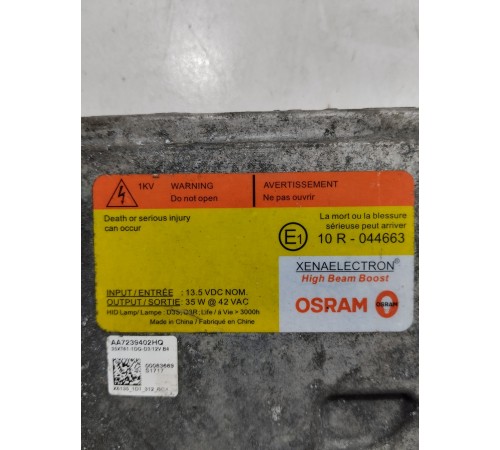 1KV
WARNING
Do not open
AVERTISSEMENT
Ne pas ouvrir
Death or serious injury
can occur
La mort ou la blessure
sérieuse peut arriver
E1
10 R - 044663
INPUT / ENTRÉE : 13.5 VDC NOM.
OUTPUT / SORTIE: 35 W @ 42 VAC
HID Lamp/ Lampe : D3S, D3R; Life / à Vie > 3000h
Made in China / Fabriqué en Chine
XENAELECTRON®
High Beam Boost
OSRAM OSRAM
AA7239402HQ
00083669
S1717